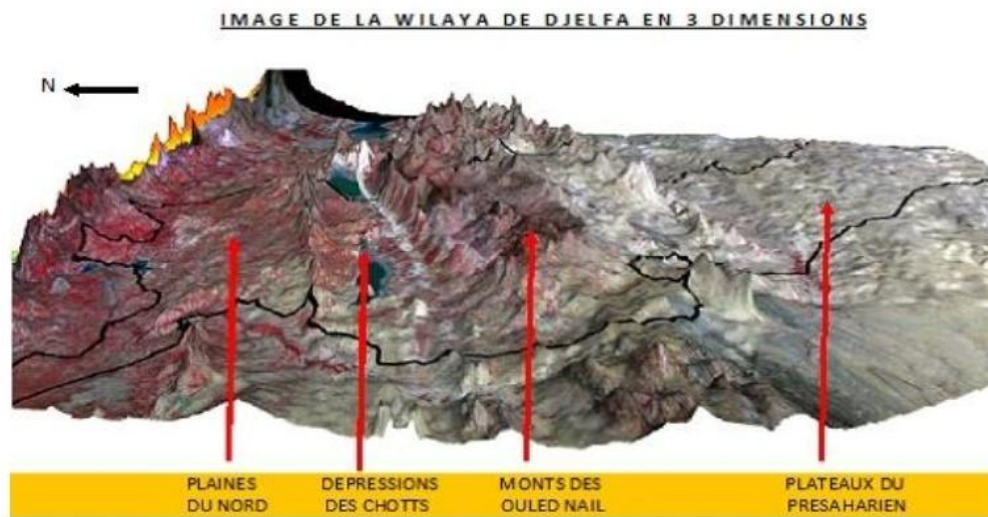 IMAGE DE LA WILAYA DE DJELFA EN 3 DIMENSIONS
N
PLAINES
DU NORD
DEPRESSIONS
DES CHOTTS
MONTS DES
OULED NAIL
PLATEAUX DU
PRESAHARIEN